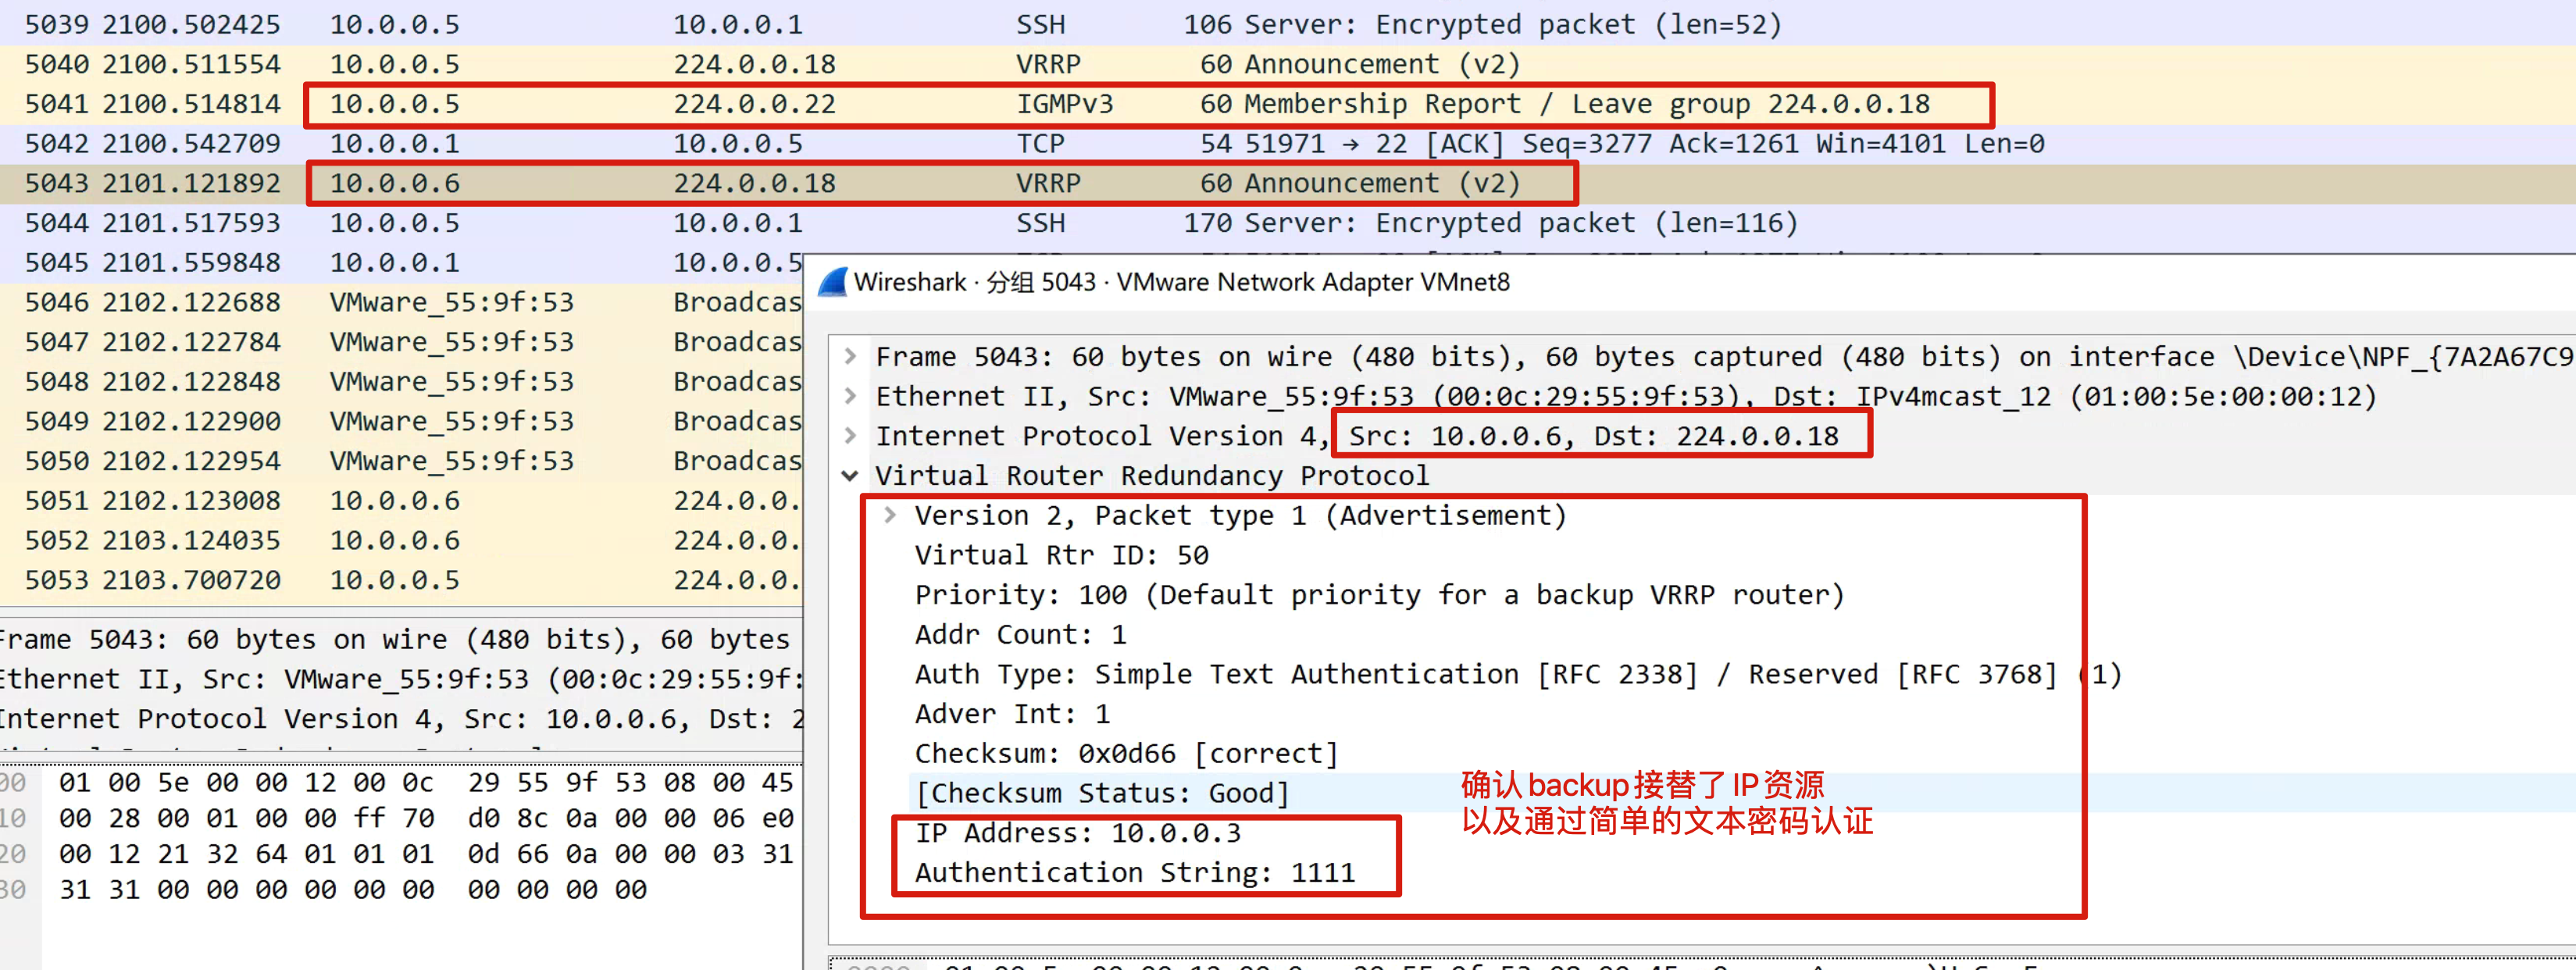 5039 2100.502425 10.0.0.5 10.0.0.1 SSH 106 Server: Encrypted packet (len=52)
5040 2100.511554 10.0.0.5 224.0.0.18 VRRP 60 Announcement (v2)
5041 2100.514814 10.0.0.5 224.0.0.22 IGMPv3 60 Membership Report / Leave group 224.0.0.18
5042 2100.542709 10.0.0.1 10.0.0.5 TCP 54 51971 → 22 [ACK] Seq=3277 Ack=1261 Win=4101 Len=0
5043 2101.121892 10.0.0.6 224.0.0.18 VRRP 60 Announcement (v2)
5044 2101.517593 10.0.0.5 10.0.0.1 SSH 170 Server: Encrypted packet (len=116)
5045 2101.559848 10.0.0.1 10.0.0.5
5046 2102.122688 VMware_55:9f:53 Broadcas
5047 2102.122784 VMware_55:9f:53 Broadcas
5048 2102.122848 VMware_55:9f:53 Broadcas
5049 2102.122900 VMware_55:9f:53 Broadcas
5050 2102.122954 VMware_55:9f:53 Broadcas
5051 2102.123008 10.0.0.6 224.0.0.
5052 2103.124035 10.0.0.6 224.0.0.
5053 2103.700720 10.0.0.5 224.0.0.
Frame 5043: 60 bytes on wire (480 bits), 60 bytes
Ethernet II, Src: VMware_55:9f:53 (00:0c:29:55:9f:
Internet Protocol Version 4, Src: 10.0.0.6, Dst: 2
00 01 00 5e 00 00 12 00 0c 29 55 9f 53 08 00 45
10 00 28 00 01 00 00 ff 70 d0 8c 0a 00 00 06 e0
20 00 12 21 32 64 01 01 01 0d 66 0a 00 00 03 31
30 31 31 00 00 00 00 00 00 00 00 00 00
Wireshark · 分组 5043 · VMware Network Adapter VMnet8
Frame 5043: 60 bytes on wire (480 bits), 60 bytes captured (480 bits) on interface \Device\NPF_{7A2A67C9
Ethernet II, Src: VMware_55:9f:53 (00:0c:29:55:9f:53), Dst: IPv4mcast_12 (01:00:5e:00:00:12)
Internet Protocol Version 4, Src: 10.0.0.6, Dst: 224.0.0.18
Virtual Router Redundancy Protocol
Version 2, Packet type 1 (Advertisement)
Virtual Rtr ID: 50
Priority: 100 (Default priority for a backup VRRP router)
Addr Count: 1
Auth Type: Simple Text Authentication [RFC 2338] / Reserved [RFC 3768] (1)
Adver Int: 1
Checksum: 0x0d66 [correct]
[Checksum Status: Good]
IP Address: 10.0.0.3
Authentication String: 1111
确认backup接替了IP资源
以及通过简单的文本密码认证